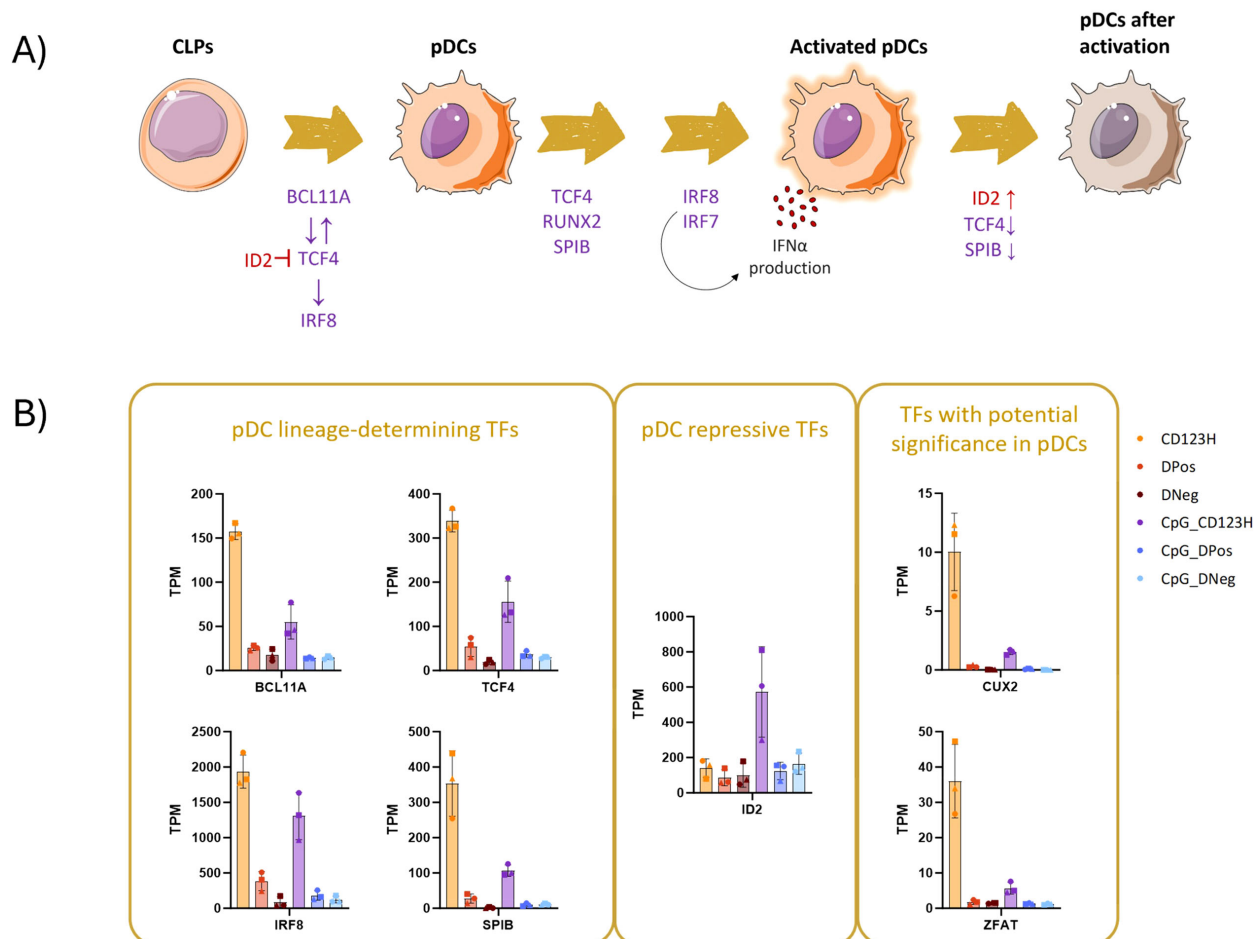 A)
CLPs
pDCs
Activated pDCs
pDCs after
activation
BCL11A
↓↑
ID2 ⊣ TCF4
↓
IRF8
TCF4
RUNX2
SPIB
IRF8
IRF7
IFNα
production
ID2 ↑
TCF4↓
SPIB ↓
B)
pDC lineage-determining TFs
TPM
200
150
100
50
0
BCL11A
TPM
400
300
200
100
0
TCF4
TPM
2500
2000
1500
1000
500
0
IRF8
TPM
500
400
300
200
100
0
SPIB
pDC repressive TFs
TPM
1000
800
600
400
200
0
ID2
TFs with potential
significance in pDCs
TPM
15
10
5
0
CUX2
TPM
50
40
30
20
10
0
ZFAT
CD123H
DPos
DNeg
CpG_CD123H
CpG_DPos
CpG_DNeg